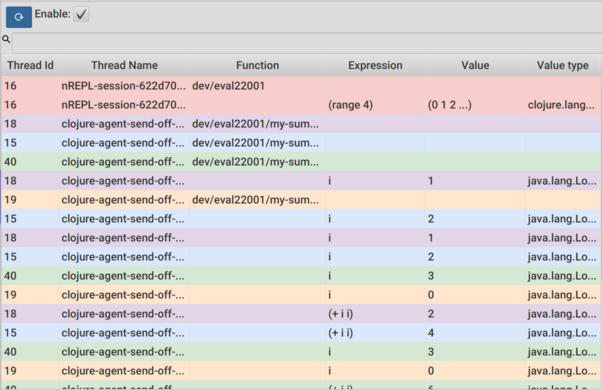 Enable:
Thread Id Thread Name Function Expression Value Value type
16 nREPL-session-622d70... dev/eval22001
16 nREPL-session-622d70... (range 4) (0 1 2 ...) clojure.lang...
18 clojure-agent-send-off-... dev/eval22001/my-sum...
15 clojure-agent-send-off-... dev/eval22001/my-sum...
40 clojure-agent-send-off-... dev/eval22001/my-sum...
18 clojure-agent-send-off-... i 1 java.lang.Lo...
19 clojure-agent-send-off-... dev/eval22001/my-sum...
15 clojure-agent-send-off-... i 2 java.lang.Lo...
18 clojure-agent-send-off-... i 1 java.lang.Lo...
15 clojure-agent-send-off-... i 2 java.lang.Lo...
40 clojure-agent-send-off-... i 3 java.lang.Lo...
19 clojure-agent-send-off-... i 0 java.lang.Lo...
18 clojure-agent-send-off-... (+ i i) 2 java.lang.Lo...
15 clojure-agent-send-off-... (+ i i) 4 java.lang.Lo...
40 clojure-agent-send-off-... i 3 java.lang.Lo...
19 clojure-agent-send-off-... i 0 java.lang.Lo...